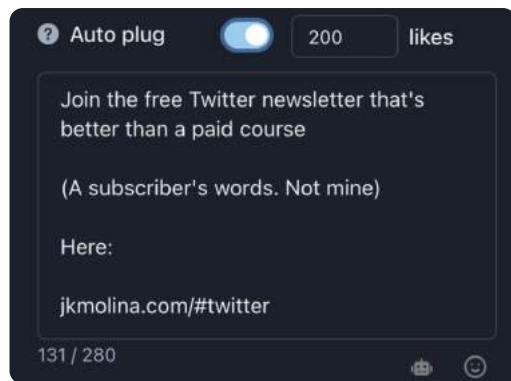 Auto plug 200 likes
Join the free Twitter newsletter that's
better than a paid course
(A subscriber's words. Not mine)
Here:
jkmolina.com/#twitter
131 / 280